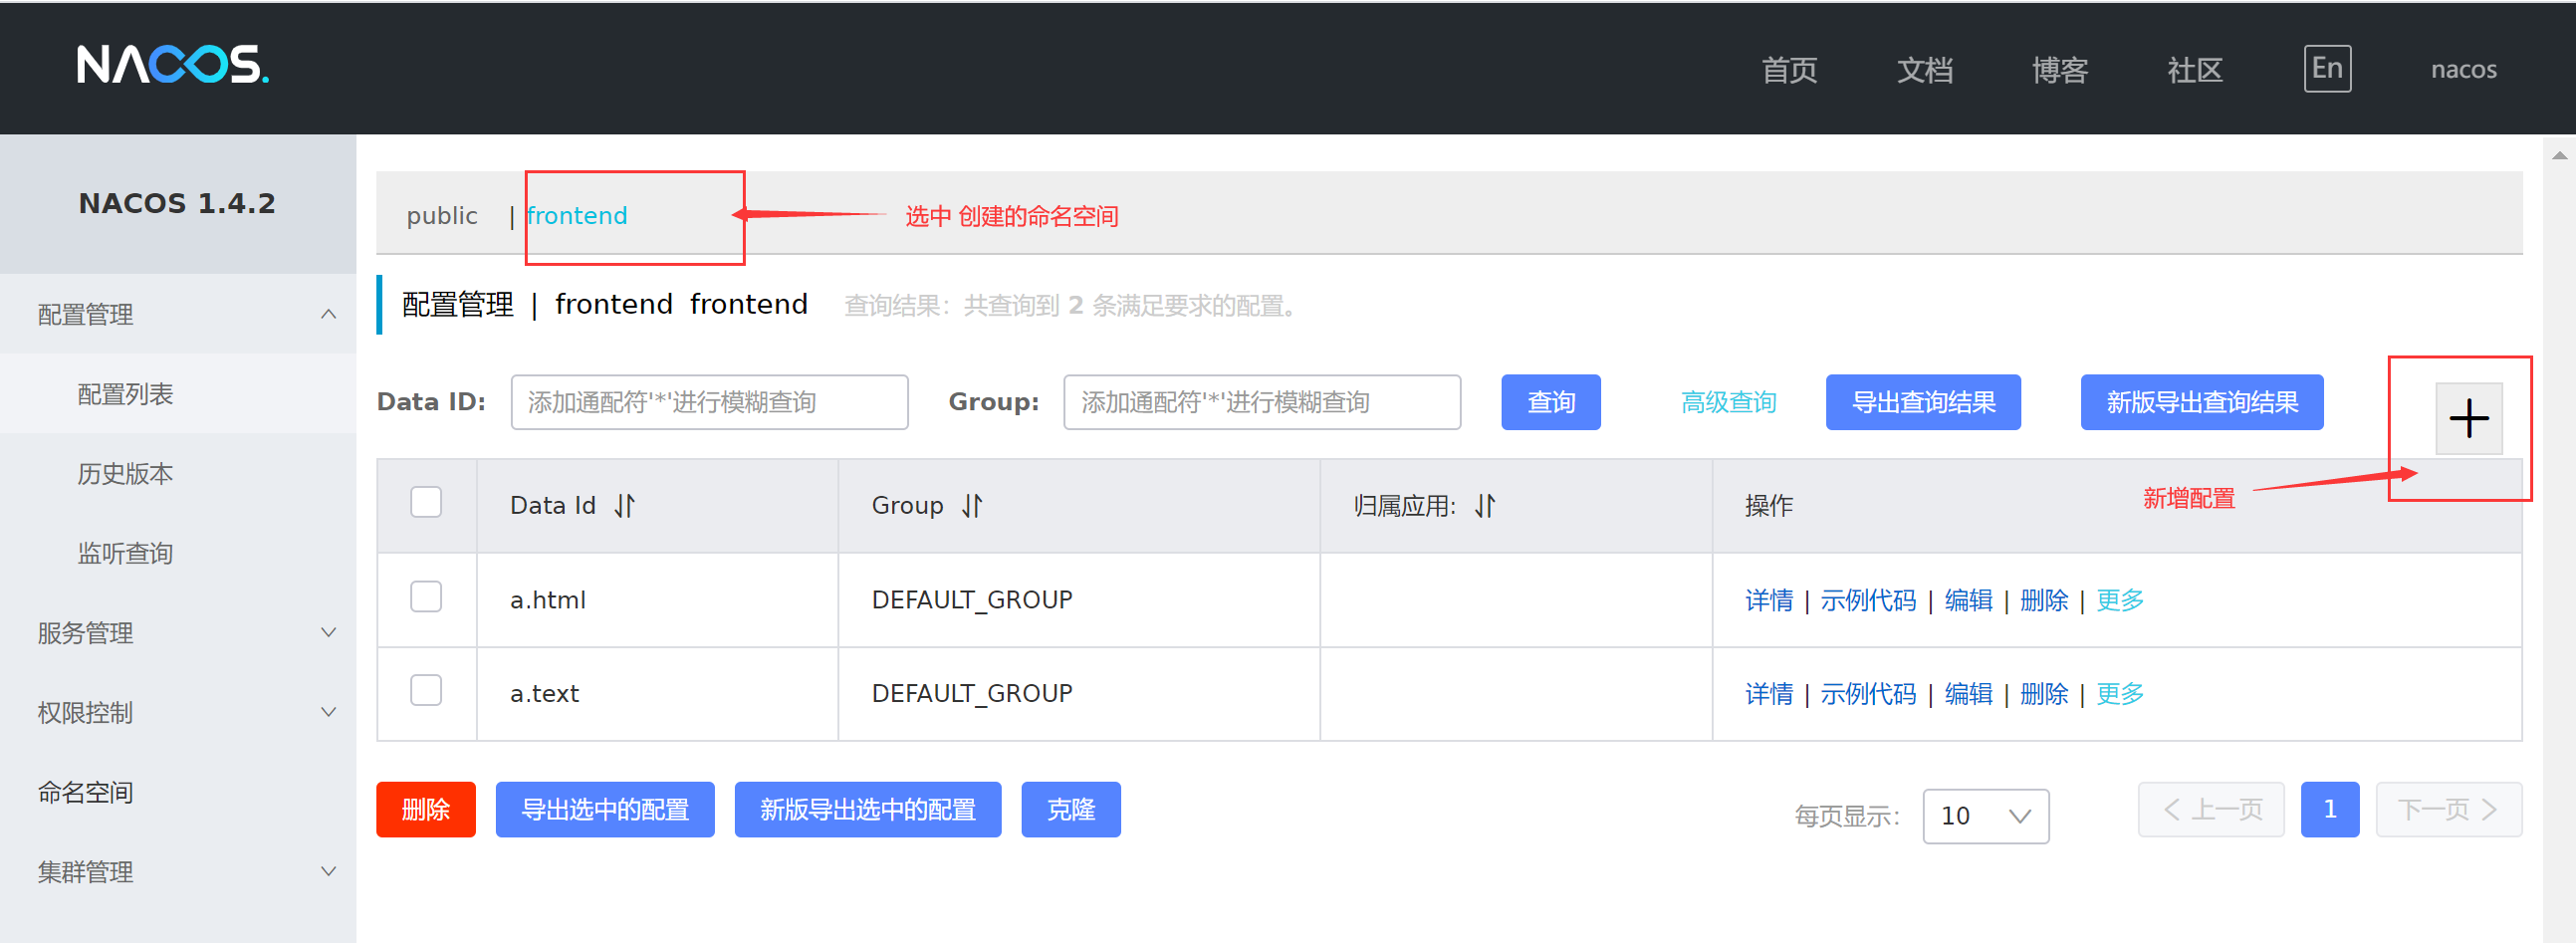 NACOS.
首页 文档 博客 社区 En nacos
NACOS 1.4.2
配置管理
配置列表
历史版本
监听查询
服务管理
权限控制
命名空间
集群管理
public | frontend
选中 创建的命名空间
配置管理 | frontend frontend 查询结果：共查询到 2 条满足要求的配置。
Data ID: 添加通配符'*'进行模糊查询 Group: 添加通配符'*'进行模糊查询 查询 高级查询 导出查询结果 新版导出查询结果
新增配置
Data Id Group 归属应用: 操作
a.html DEFAULT_GROUP 详情 | 示例代码 | 编辑 | 删除 | 更多
a.text DEFAULT_GROUP 详情 | 示例代码 | 编辑 | 删除 | 更多
删除 导出选中的配置 新版导出选中的配置 克隆 每页显示： 10 上一页 1 下一页